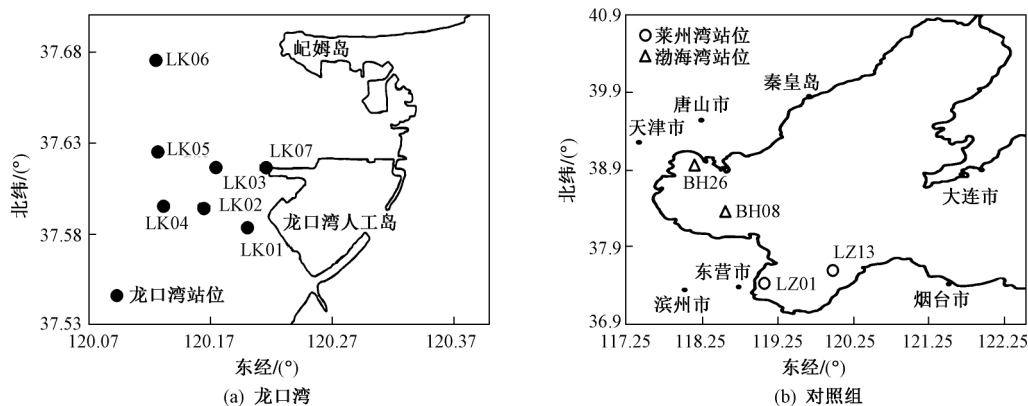 37.68
37.63
37.58
37.53
北纬/(°)
屺姆岛
LK06
LK05
LK07
LK03
LK04
LK02
LK01
龙口湾人工岛
龙口湾站位
120.07
120.17
120.27
120.37
东经/(°)
(a) 龙口湾
40.9
39.9
38.9
37.9
36.9
北纬/(°)
莱州湾站位
渤海湾站位
秦皇岛
唐山市
天津市
BH26
大连市
BH08
LZ13
东营市
LZ01
滨州市
烟台市
117.25
118.25
119.25
120.25
121.25
122.25
东经/(°)
(b) 对照组